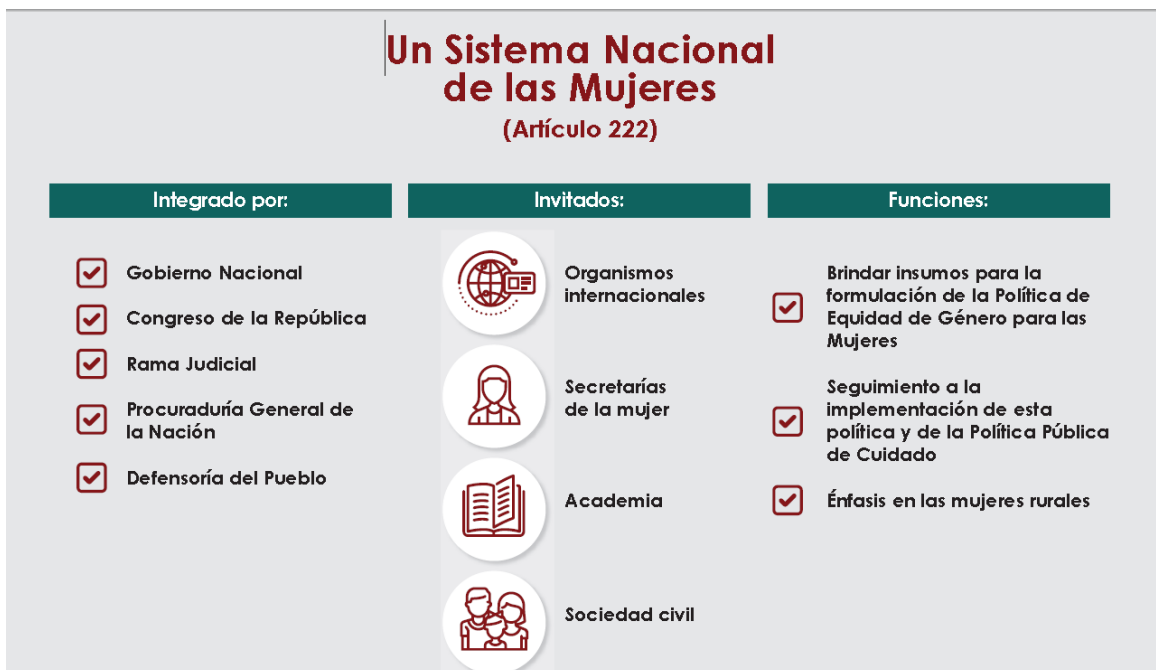 Un Sistema Nacional
de las Mujeres
(Artículo 222)
Integrado por:
Gobierno Nacional
Congreso de la República
Rama Judicial
Procuraduría General de
la Nación
Defensoría del Pueblo
Invitados:
Organismos
internacionales
Secretarías
de la mujer
Academia
Sociedad civil
Funciones:
Brindar insumos para la
formulación de la Política de
Equidad de Género para las
Mujeres
Seguimiento a la
implementación de esta
política y de la Política Pública
de Cuidado
Énfasis en las mujeres rurales